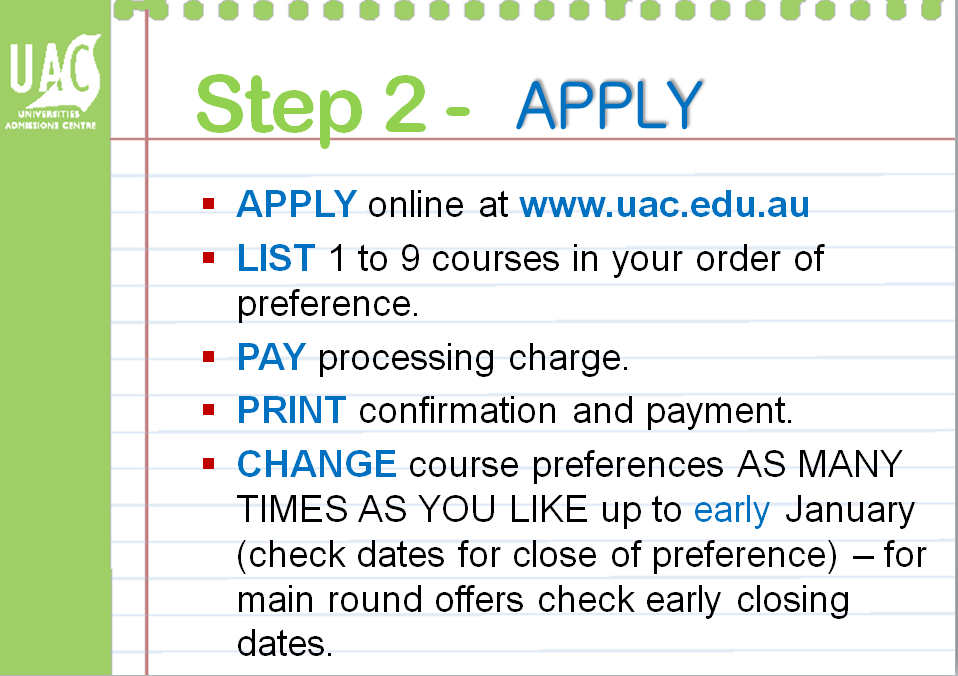 UAC
UNIVERSITIES
ADMISSIONS CENTRE
Step 2 - APPLY
▪ APPLY online at www.uac.edu.au
▪ LIST 1 to 9 courses in your order of
preference.
▪ PAY processing charge.
▪ PRINT confirmation and payment.
▪ CHANGE course preferences AS MANY
TIMES AS YOU LIKE up to early January
(check dates for close of preference) – for
main round offers check early closing
dates.